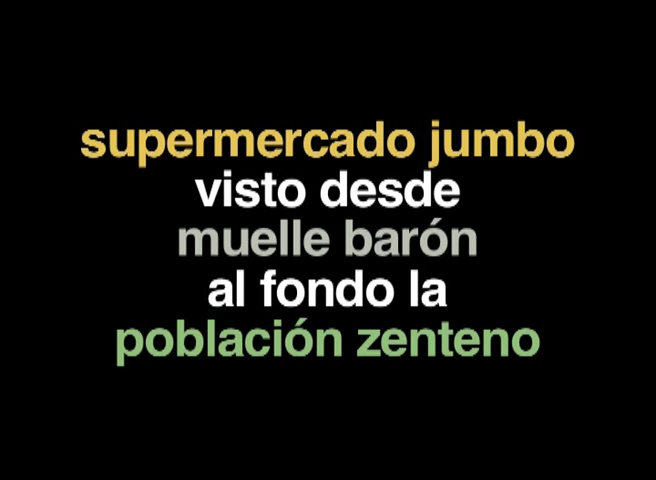 supermercado jumbo
visto desde
muelle barón
al fondo la
población zenteno